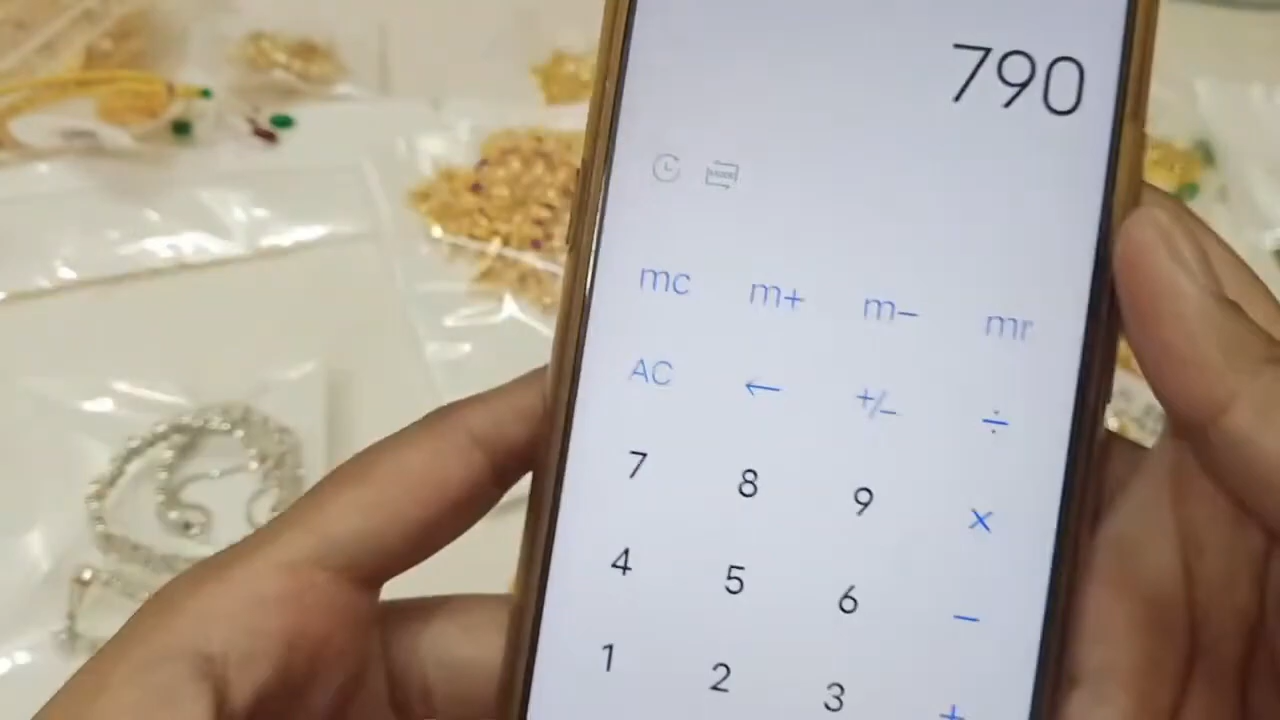 790
mc m+ m− mr
AC ← +/− ÷
7 8 9 ×
4 5 6 −
1 2 3 +